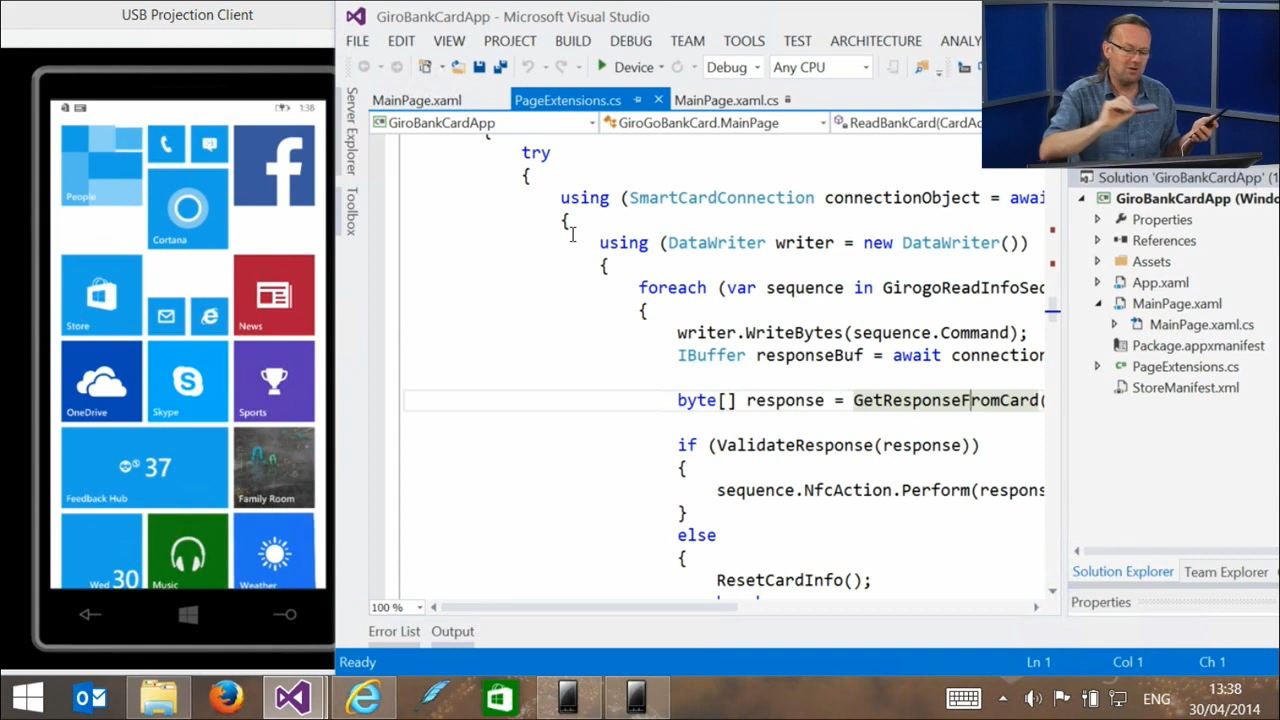 USB Projection Client
1:38
People
Cortana
Store
News
OneDrive
Skype
Sports
37
Feedback Hub
Family Room
Wed 30
Music
Weather
GiroBankCardApp - Microsoft Visual Studio
FILE EDIT VIEW PROJECT BUILD DEBUG TEAM TOOLS TEST ARCHITECTURE ANALY
Device Debug Any CPU
Server Explorer
Toolbox
MainPage.xaml PageExtensions.cs MainPage.xaml.cs
GiroBankCardApp GiroGoBankCard.MainPage ReadBankCard(CardAc
try
{
using (SmartCardConnection connectionObject = awai
{
using (DataWriter writer = new DataWriter())
{
foreach (var sequence in GirogoReadInfoSec
{
writer.WriteBytes(sequence.Command);
IBuffer responseBuf = await connection
byte[] response = GetResponseFromCard(
if (ValidateResponse(response))
{
sequence.NfcAction.Perform(respons
}
else
{
ResetCardInfo();
100 %
Error List Output
Ready Ln 1 Col 1 Ch 1
Solution 'GiroBankCardApp' (1
GiroBankCardApp (Windo
Properties
References
Assets
App.xaml
MainPage.xaml
MainPage.xaml.cs
Package.appxmanifest
PageExtensions.cs
StoreManifest.xml
Solution Explorer Team Explorer
Properties
ENG
13:38
30/04/2014